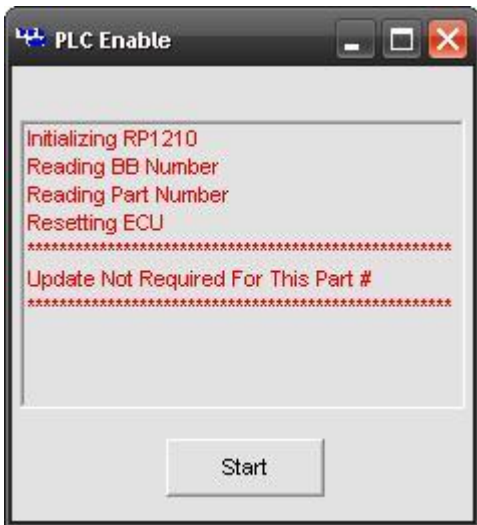 PLC Enable
Initializing RP1210
Reading BB Number
Reading Part Number
Resetting ECU
*****************************************************
Update Not Required For This Part #
*****************************************************
Start